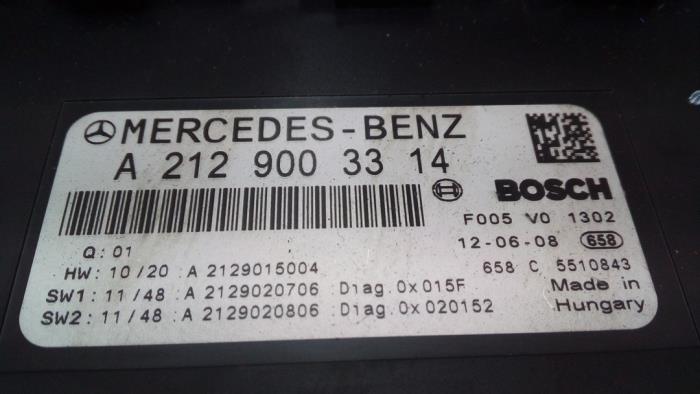 MERCEDES-BENZ
A 212 900 33 14
BOSCH
F005 V0 1302
Q: 01
12-06-08 658
HW: 10/20 : A 2129015004
658 C 5510843
SW1: 11/48 : A 2129020706 : Diag. 0x015F
Made in
SW2: 11/48 : A 2129020806 : Diag. 0x020152
Hungary